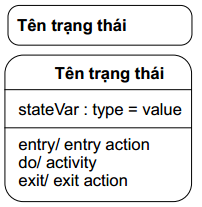 Tên trạng thái
Tên trạng thái
stateVar : type = value
entry/ entry action
do/ activity
exit/ exit action